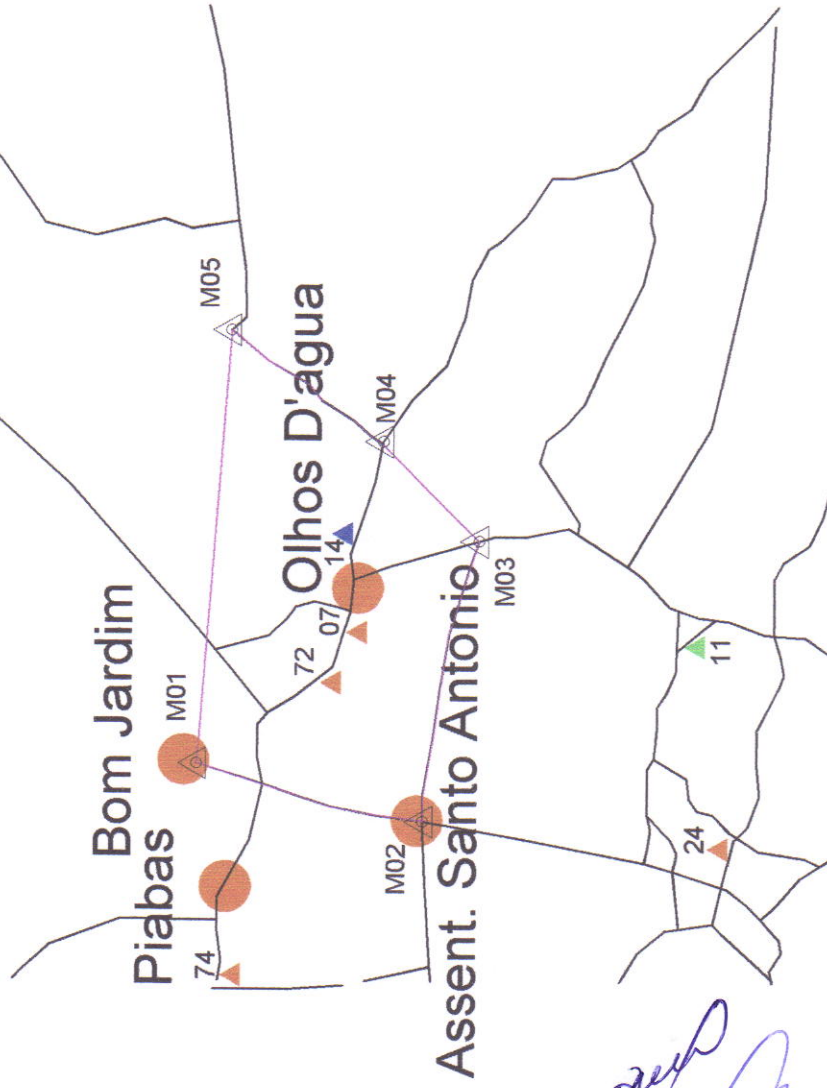 Piabas
Bom Jardim
M01
M05
74
72
07
14
Olhos D'agua
M04
M02
Assent. Santo Antonio
M03
24
11